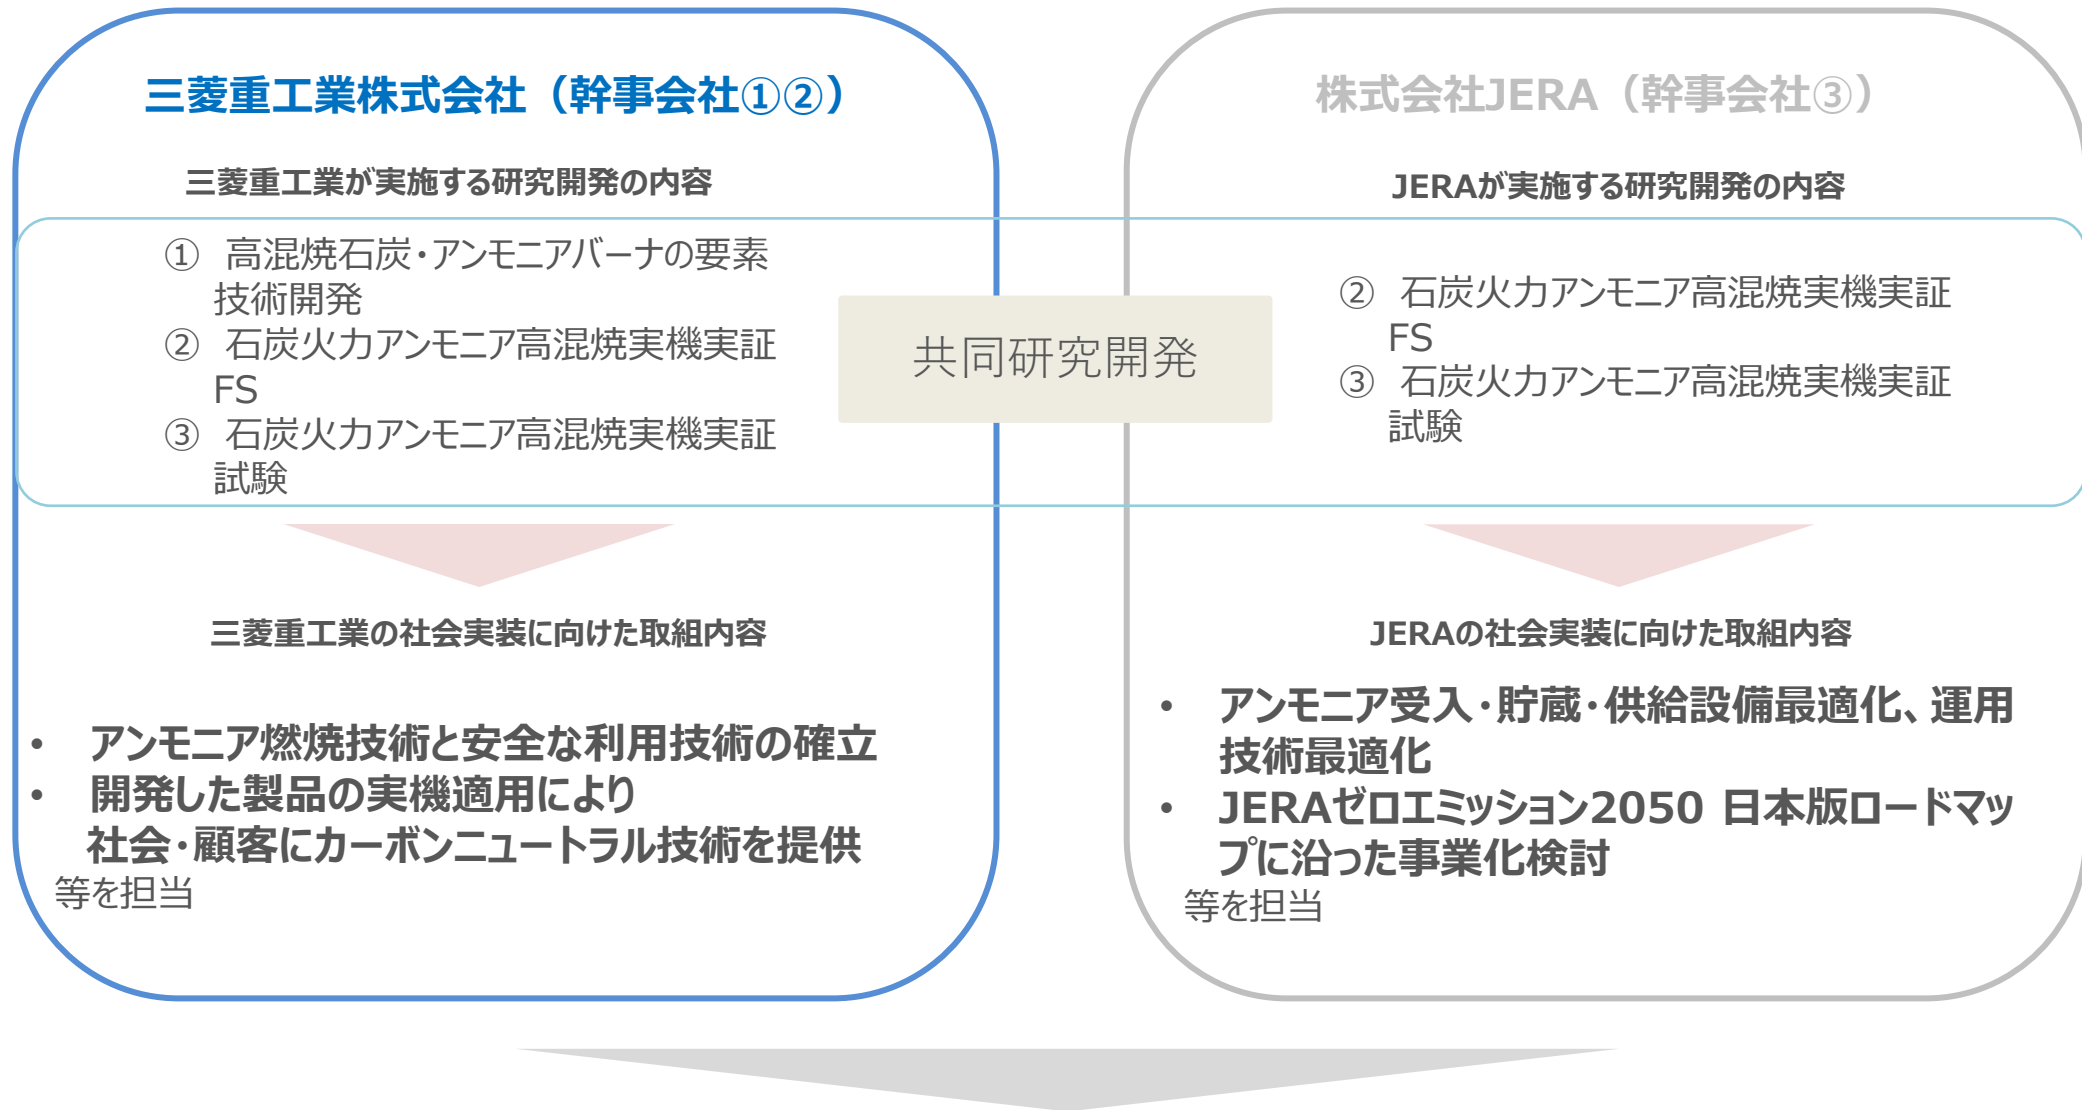 三菱重工業株式会社（幹事会社①②）
三菱重工業が実施する研究開発の内容
① 高混焼石炭・アンモニアバーナの要素
技術開発
② 石炭火力アンモニア高混焼実機実証
FS
③ 石炭火力アンモニア高混焼実機実証
試験
共同研究開発
株式会社JERA（幹事会社③）
JERAが実施する研究開発の内容
② 石炭火力アンモニア高混焼実機実証
FS
③ 石炭火力アンモニア高混焼実機実証
試験
三菱重工業の社会実装に向けた取組内容
• アンモニア燃焼技術と安全な利用技術の確立
• 開発した製品の実機適用により
社会・顧客にカーボンニュートラル技術を提供
等を担当
JERAの社会実装に向けた取組内容
• アンモニア受入・貯蔵・供給設備最適化、運用
技術最適化
• JERAゼロエミッション2050 日本版ロードマッ
プに沿った事業化検討
等を担当